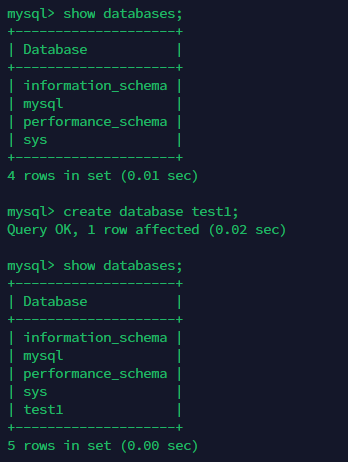 mysql> show databases;
+--------------------+
| Database           |
+--------------------+
| information_schema |
| mysql              |
| performance_schema |
| sys                |
+--------------------+
4 rows in set (0.01 sec)
mysql> create database test1;
Query OK, 1 row affected (0.02 sec)
mysql> show databases;
+--------------------+
| Database           |
+--------------------+
| information_schema |
| mysql              |
| performance_schema |
| sys                |
| test1              |
+--------------------+
5 rows in set (0.00 sec)